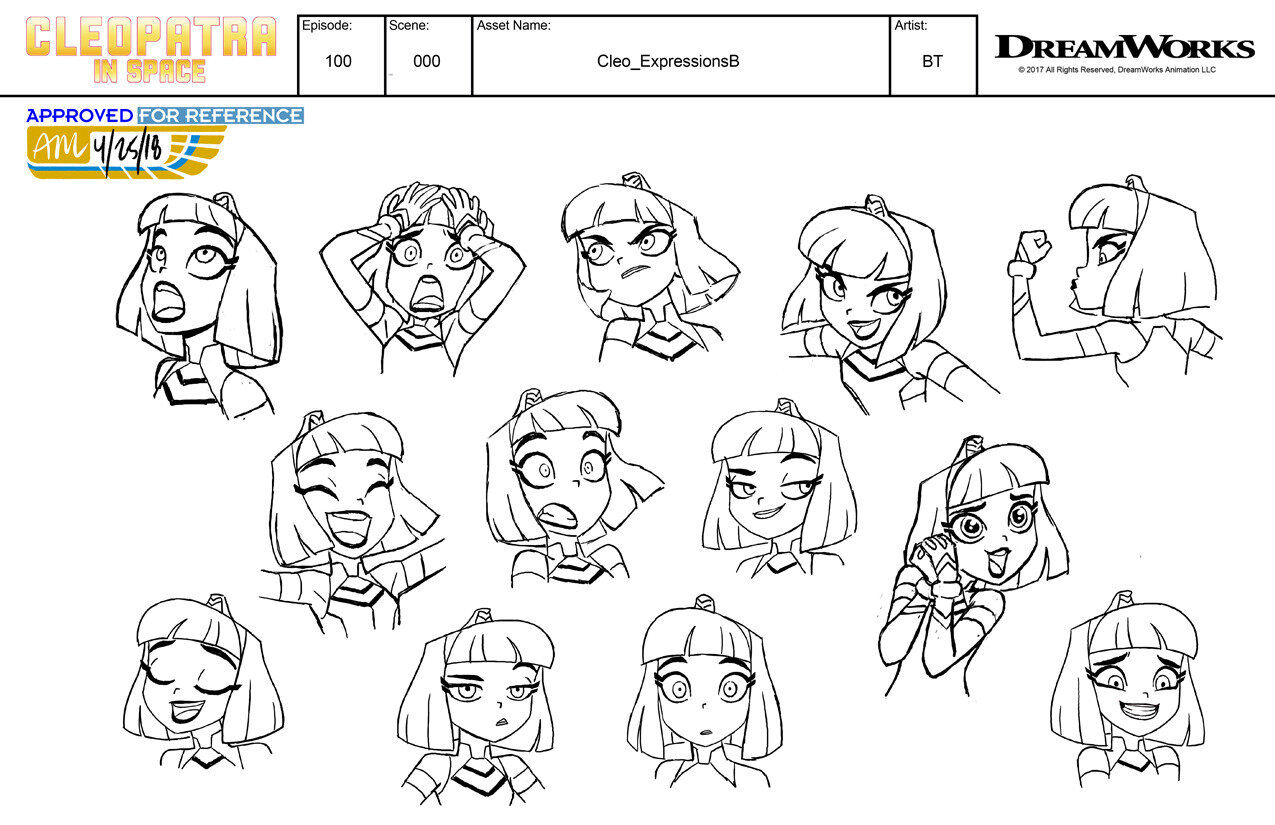 CLEOPATRA
IN SPACE
Episode:
100
Scene:
000
Asset Name:
Cleo_ExpressionsB
Artist:
BT
DREAMWORKS
© 2017 All Rights Reserved, DreamWorks Animation LLC
APPROVED FOR REFERENCE
AM 4/25/18